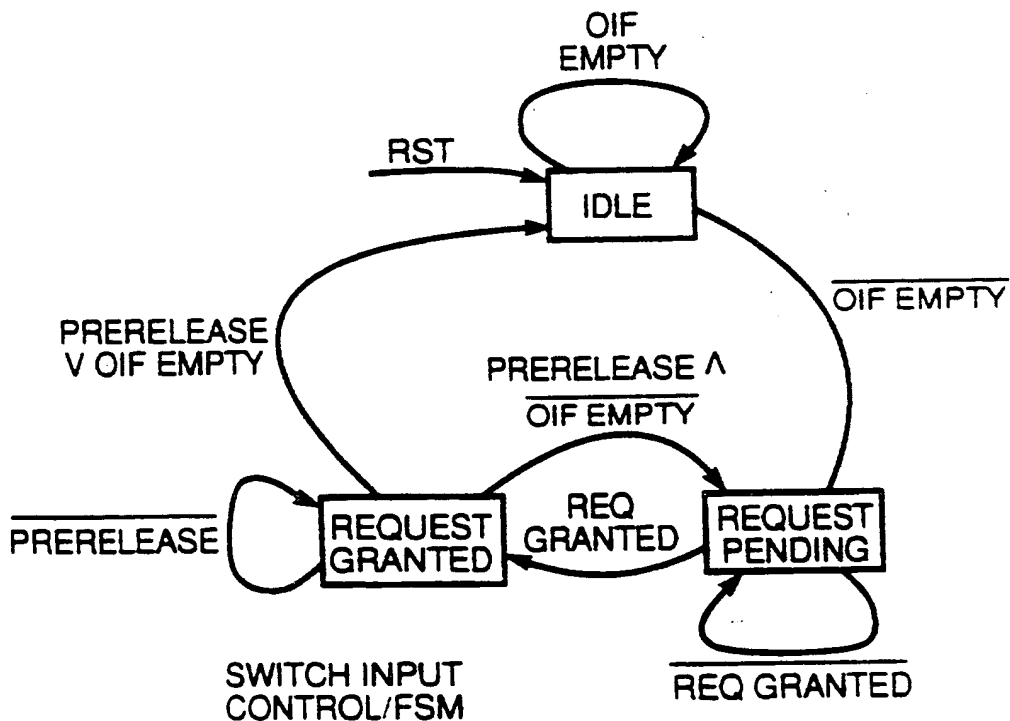 OIF
EMPTY
RST
IDLE
OIF EMPTY
PRERELEASE
V OIF EMPTY
PRERELEASE Λ
OIF EMPTY
PRERELEASE
REQUEST
GRANTED
REQ
GRANTED
REQUEST
PENDING
REQ GRANTED
SWITCH INPUT
CONTROL/FSM